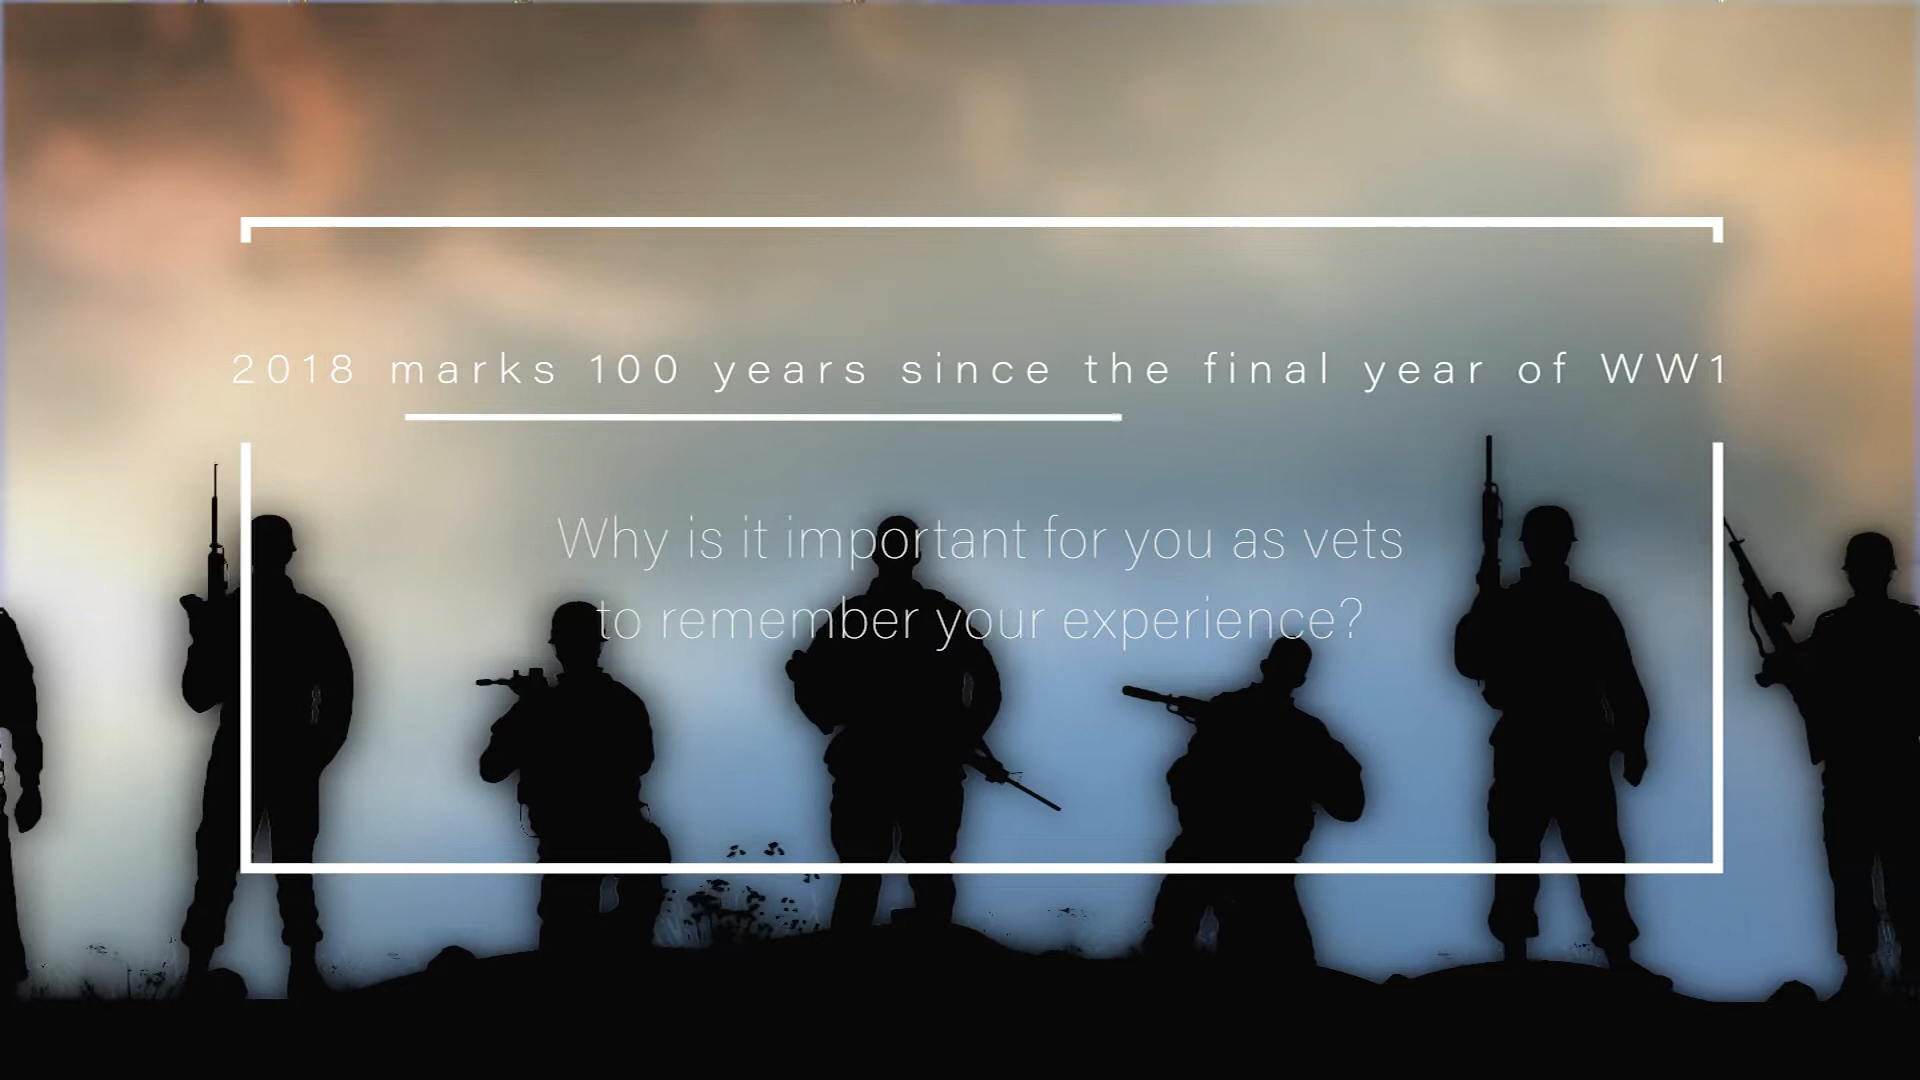 2018 marks 100 years since the final year of WW1
Why is it important for you as vets
to remember your experience?